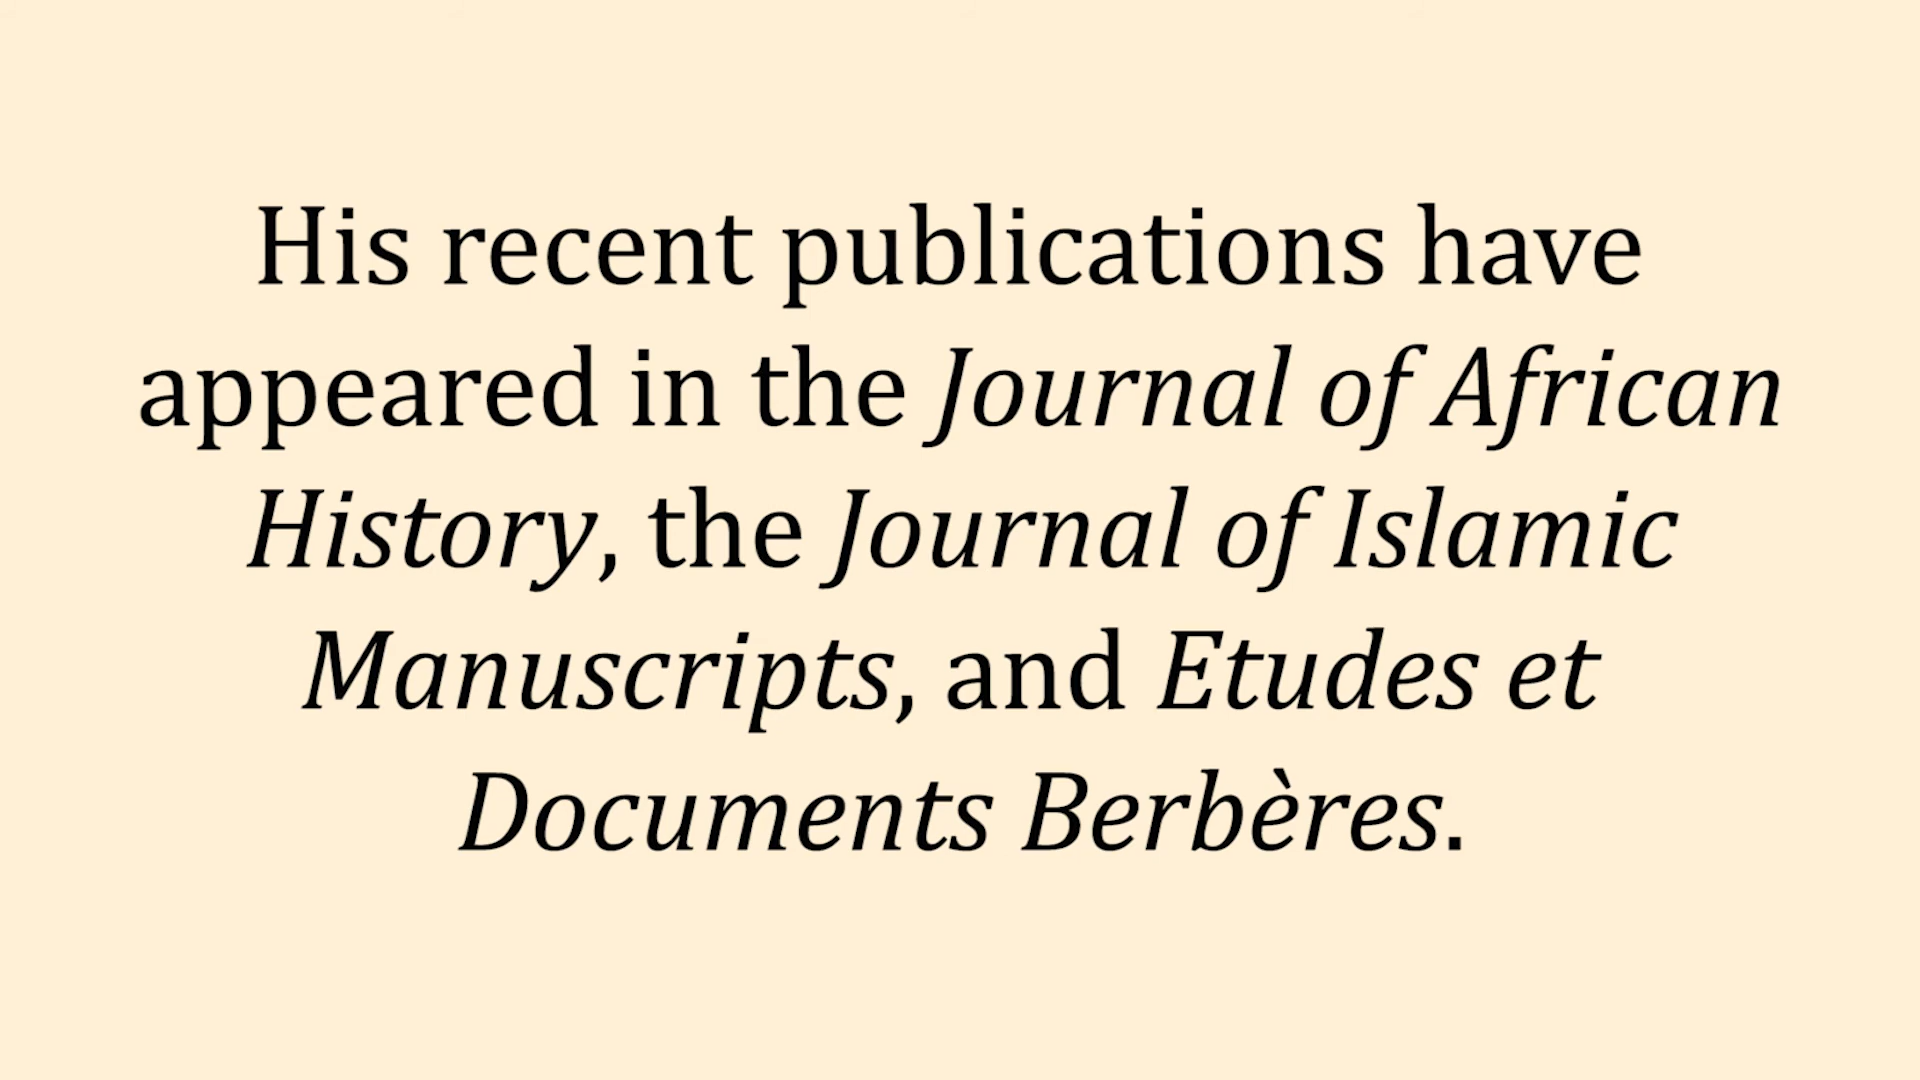 His recent publications have
appeared in the Journal of African
History, the Journal of Islamic
Manuscripts, and Etudes et
Documents Berbères.